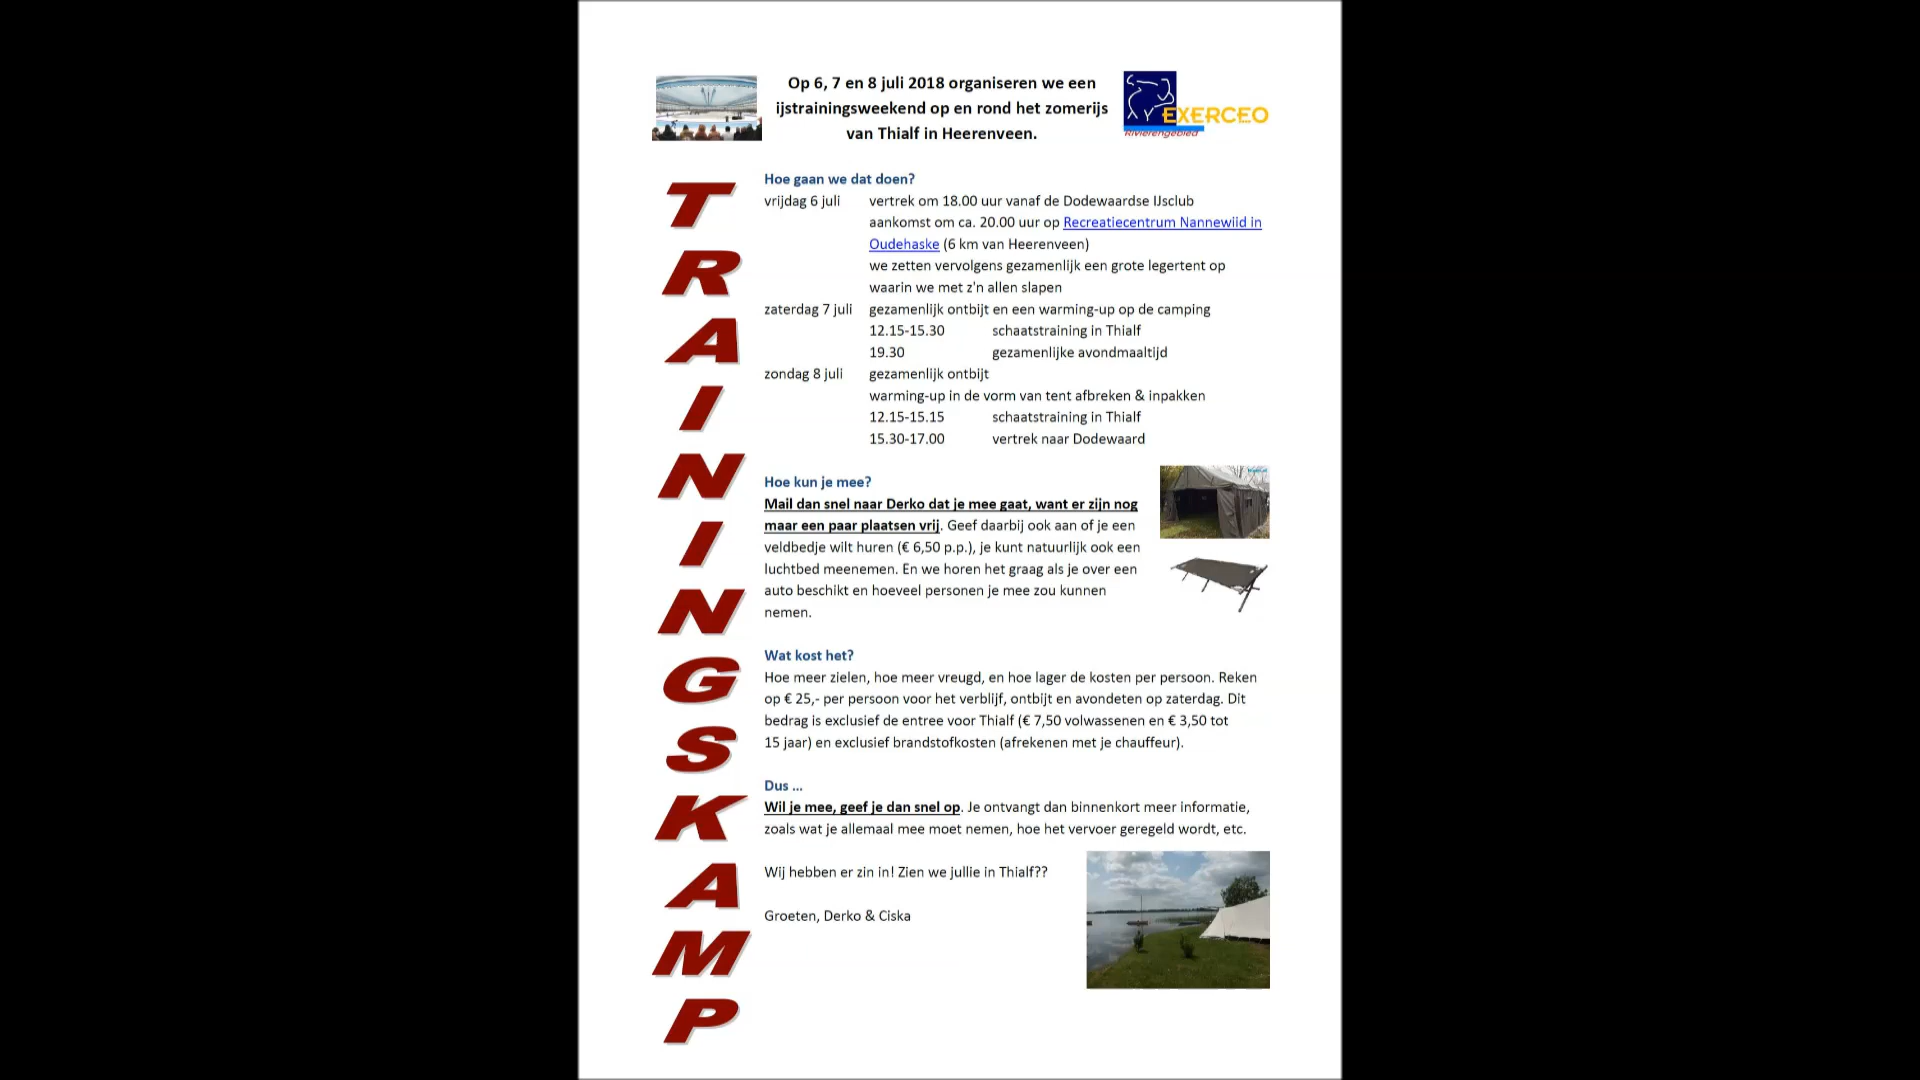 Op 6, 7 en 8 juli 2018 organiseren we een
ijstrainingsweekend op en rond het zomerijs
van Thialf in Heerenveen.
EXERCEO
Rivierengebied
TRAININGSKAMP
Hoe gaan we dat doen?
vrijdag 6 juli vertrek om 18.00 uur vanaf de Dodewaardse IJsclub
aankomst om ca. 20.00 uur op Recreatiecentrum Nannewiid in
Oudehaske (6 km van Heerenveen)
we zetten vervolgens gezamenlijk een grote legertent op
waarin we met z'n allen slapen
zaterdag 7 juli gezamenlijk ontbijt en een warming-up op de camping
12.15-15.30 schaatstraining in Thialf
19.30 gezamenlijke avondmaaltijd
zondag 8 juli gezamenlijk ontbijt
warming-up in de vorm van tent afbreken & inpakken
12.15-15.15 schaatstraining in Thialf
15.30-17.00 vertrek naar Dodewaard
Hoe kun je mee?
Mail dan snel naar Derko dat je mee gaat, want er zijn nog
maar een paar plaatsen vrij. Geef daarbij ook aan of je een
veldbedje wilt huren (€ 6,50 p.p.), je kunt natuurlijk ook een
luchtbed meenemen. En we horen het graag als je over een
auto beschikt en hoeveel personen je mee zou kunnen
nemen.
Wat kost het?
Hoe meer zielen, hoe meer vreugd, en hoe lager de kosten per persoon. Reken
op € 25,- per persoon voor het verblijf, ontbijt en avondeten op zaterdag. Dit
bedrag is exclusief de entree voor Thialf (€ 7,50 volwassenen en € 3,50 tot
15 jaar) en exclusief brandstofkosten (afrekenen met je chauffeur).
Dus ...
Wil je mee, geef je dan snel op. Je ontvangt dan binnenkort meer informatie,
zoals wat je allemaal mee moet nemen, hoe het vervoer geregeld wordt, etc.
Wij hebben er zin in! Zien we jullie in Thialf??
Groeten, Derko & Ciska